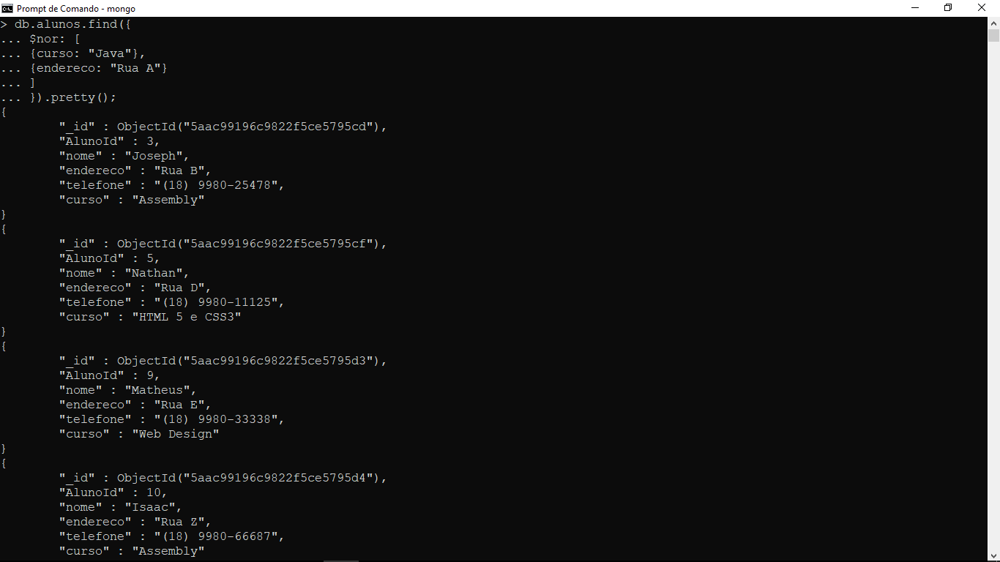 Prompt de Comando - mongo
> db.alunos.find({
... $nor: [
... {curso: "Java"},
... {endereco: "Rua A"}
... ]
... }).pretty();
{
"_id" : ObjectId("5aac99196c9822f5ce5795cd"),
"AlunoId" : 3,
"nome" : "Joseph",
"endereco" : "Rua B",
"telefone" : "(18) 9980-25478",
"curso" : "Assembly"
}
{
"_id" : ObjectId("5aac99196c9822f5ce5795cf"),
"AlunoId" : 5,
"nome" : "Nathan",
"endereco" : "Rua D",
"telefone" : "(18) 9980-11125",
"curso" : "HTML 5 e CSS3"
}
{
"_id" : ObjectId("5aac99196c9822f5ce5795d3"),
"AlunoId" : 9,
"nome" : "Matheus",
"endereco" : "Rua E",
"telefone" : "(18) 9980-33338",
"curso" : "Web Design"
}
{
"_id" : ObjectId("5aac99196c9822f5ce5795d4"),
"AlunoId" : 10,
"nome" : "Isaac",
"endereco" : "Rua Z",
"telefone" : "(18) 9980-66687",
"curso" : "Assembly"